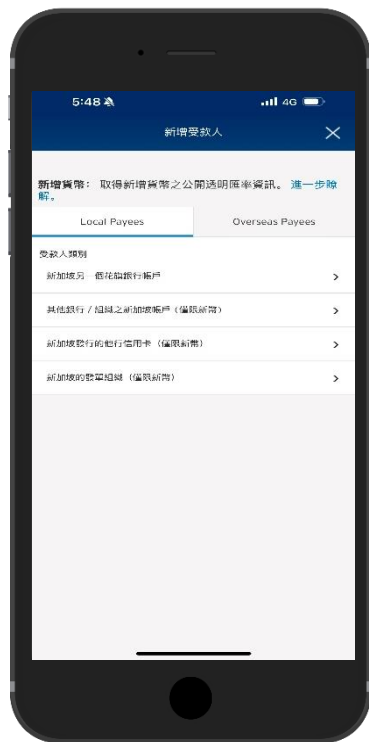 5:48
4G
新增受款人
新增貨幣： 取得新增貨幣之公開透明匯率資訊。 進一步瞭
解。
Local Payees
Overseas Payees
受款人類別
新加坡另一個花旗銀行帳戶
其他銀行 / 組織之新加坡帳戶 (僅限新幣)
新加坡發行的他行信用卡 (僅限新幣)
新加坡的發單組織 (僅限新幣)